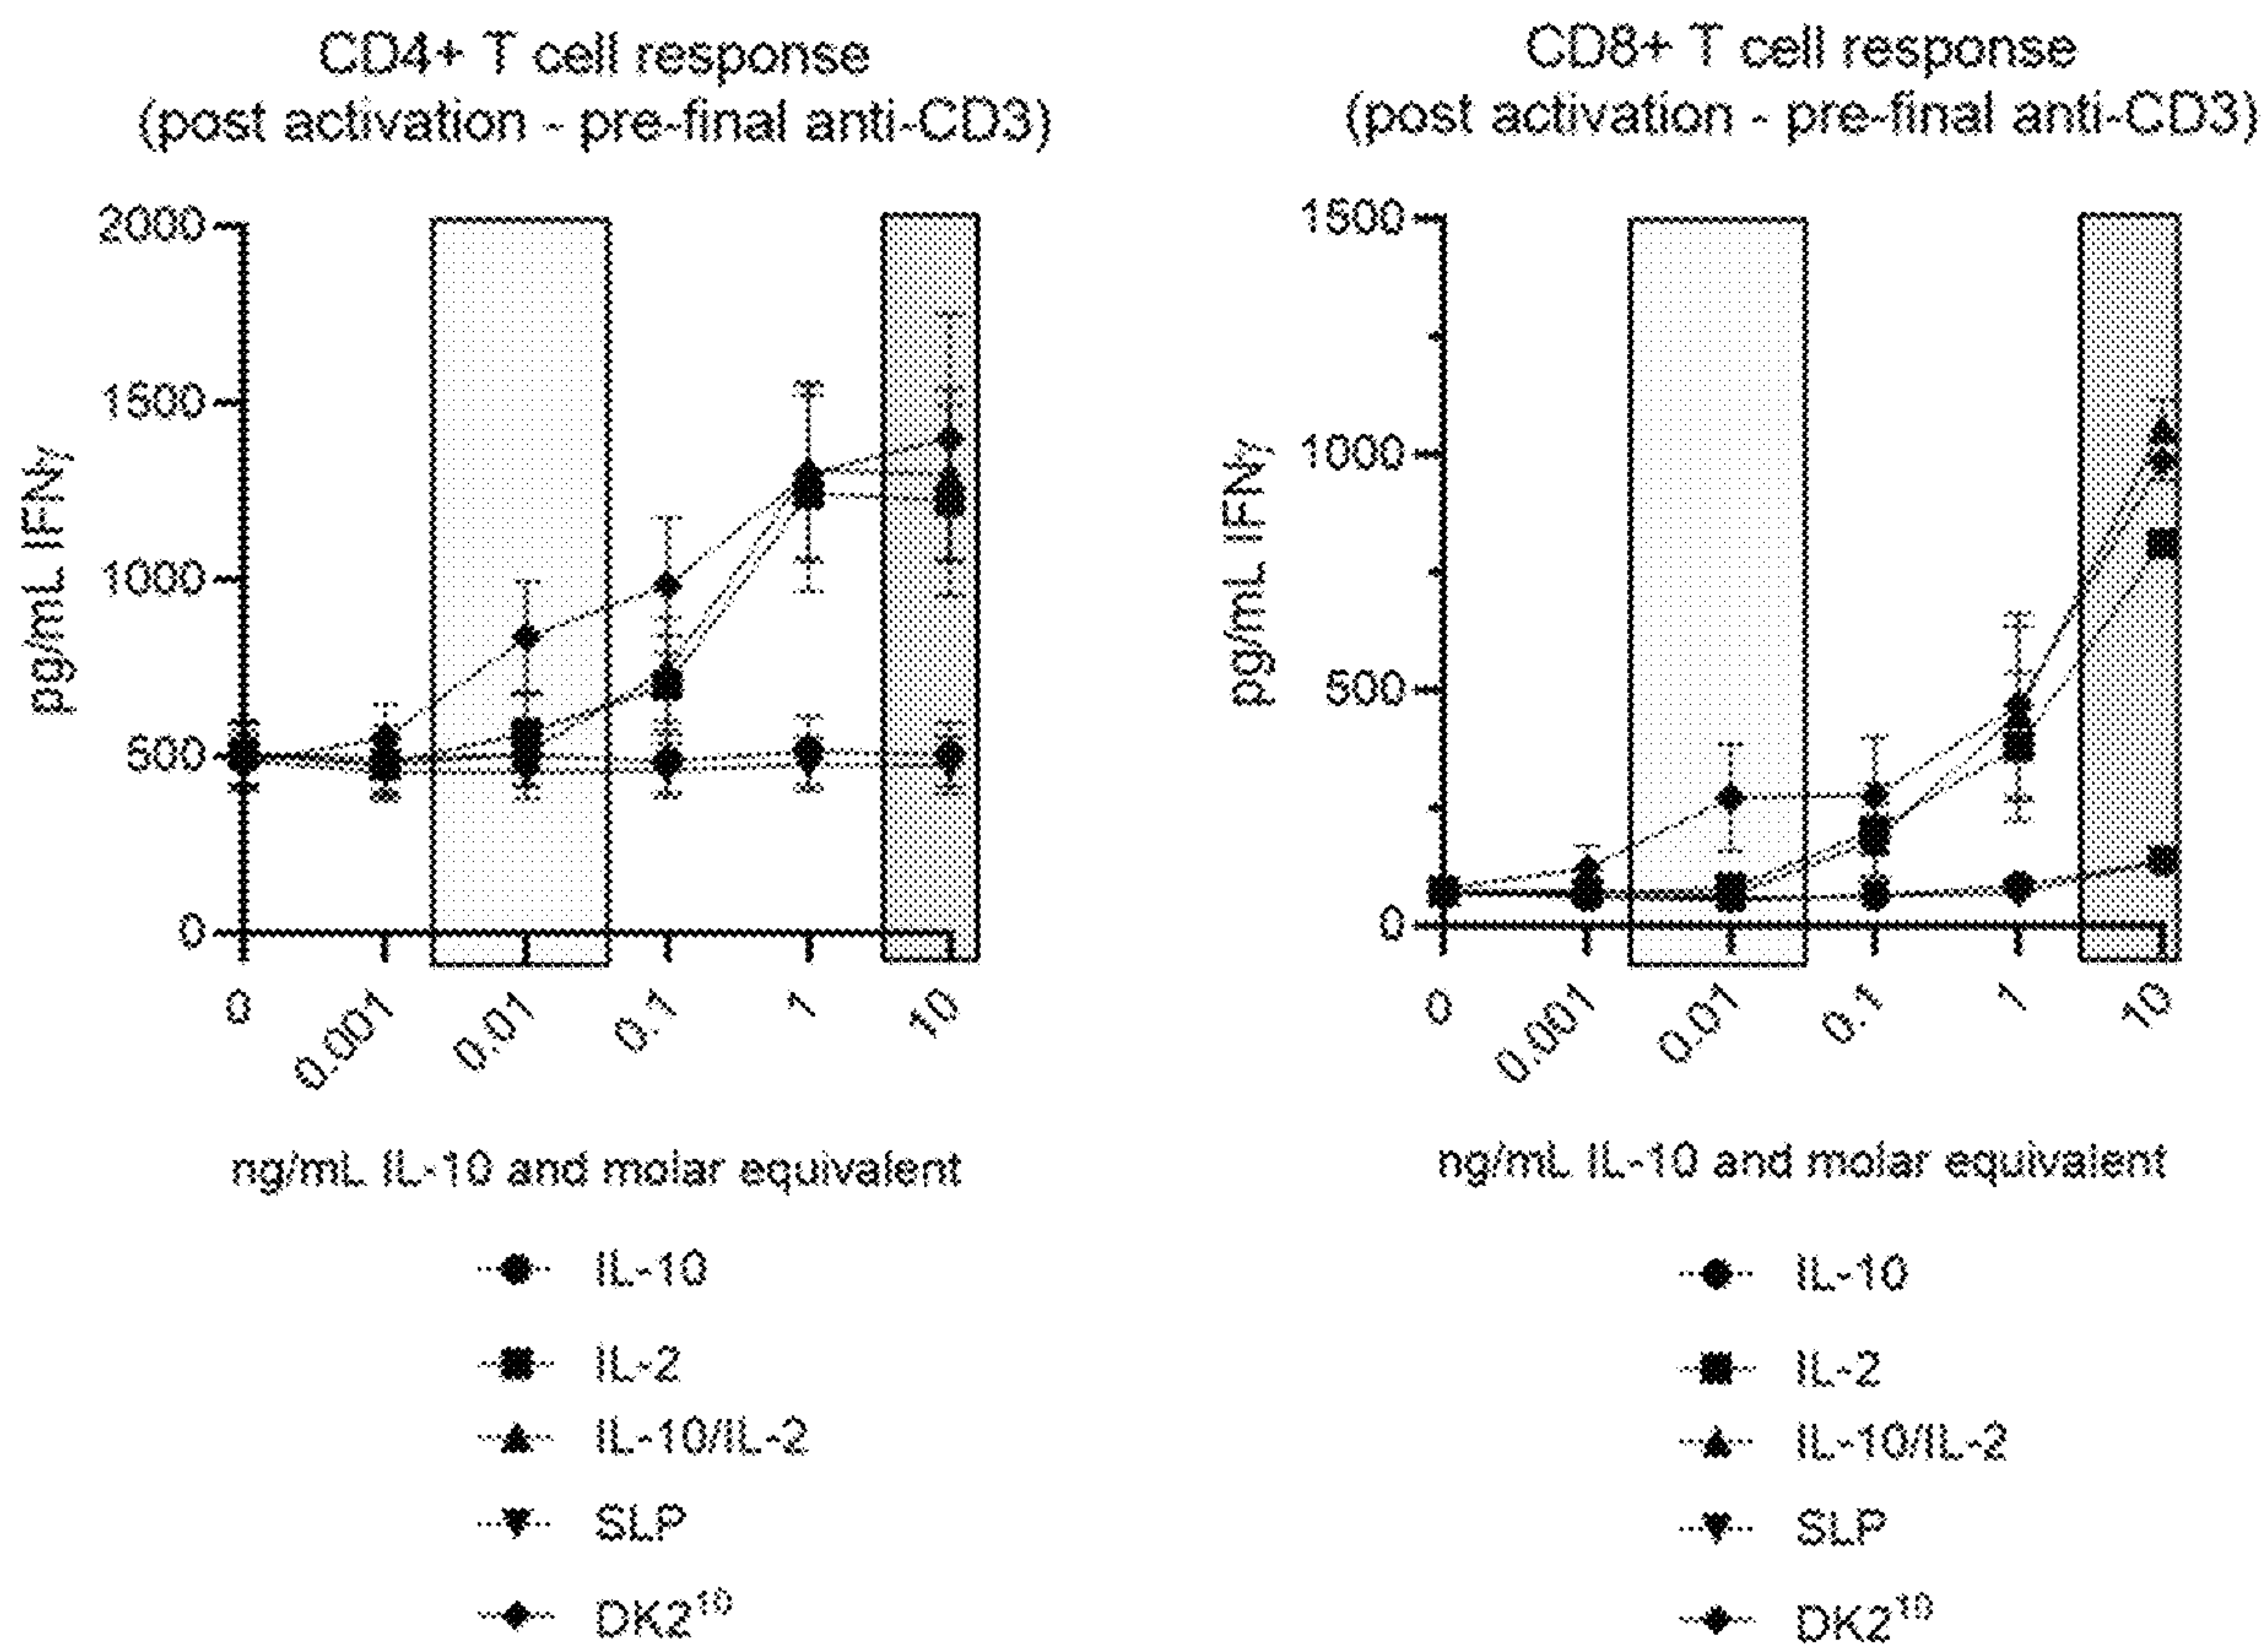 CD4+ T cell response
(post activation - pre-final anti-CD3)
pg/mL IFNγ
2000
1500
1000
500
0
0
0.001
0.01
0.1
1
10
ng/mL IL-10 and molar equivalent
IL-10
IL-2
IL-10/IL-2
SLP
DK2¹⁰
CD8+ T cell response
(post activation - pre-final anti-CD3)
pg/mL IFNγ
1500
1000
500
0
0
0.001
0.01
0.1
1
10
ng/mL IL-10 and molar equivalent
IL-10
IL-2
IL-10/IL-2
SLP
DK2¹⁰